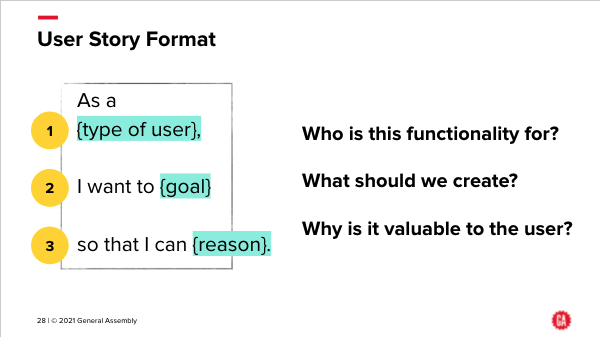 User Story Format
As a
1
{type of user},
2
I want to {goal}
3
so that I can {reason}.
Who is this functionality for?
What should we create?
Why is it valuable to the user?
28 | © 2021 General Assembly
GA